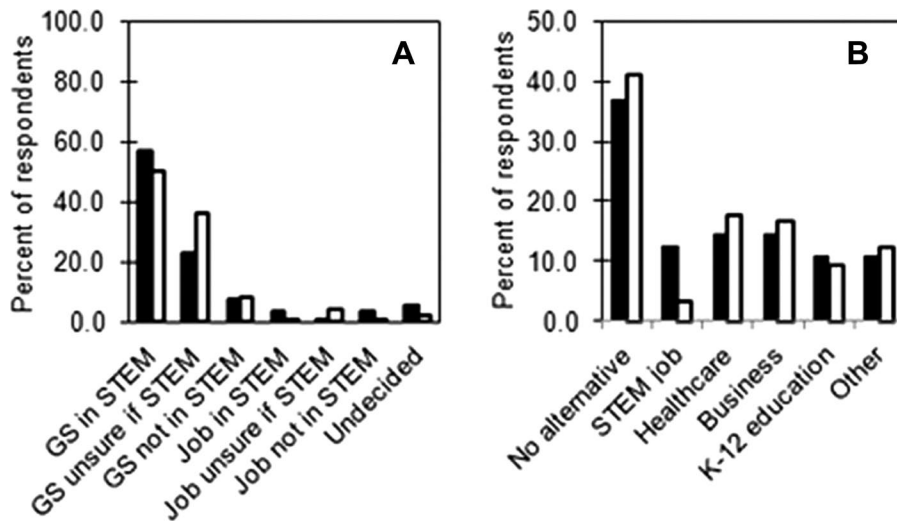 A
Percent of respondents
100.0
80.0
60.0
40.0
20.0
0.0
GS in STEM
GS unsure if STEM
GS not in STEM
Job in STEM
Job unsure if STEM
Job not in STEM
Undecided
B
Percent of respondents
50.0
40.0
30.0
20.0
10.0
0.0
No alternative
STEM job
Healthcare
Business
K-12 education
Other